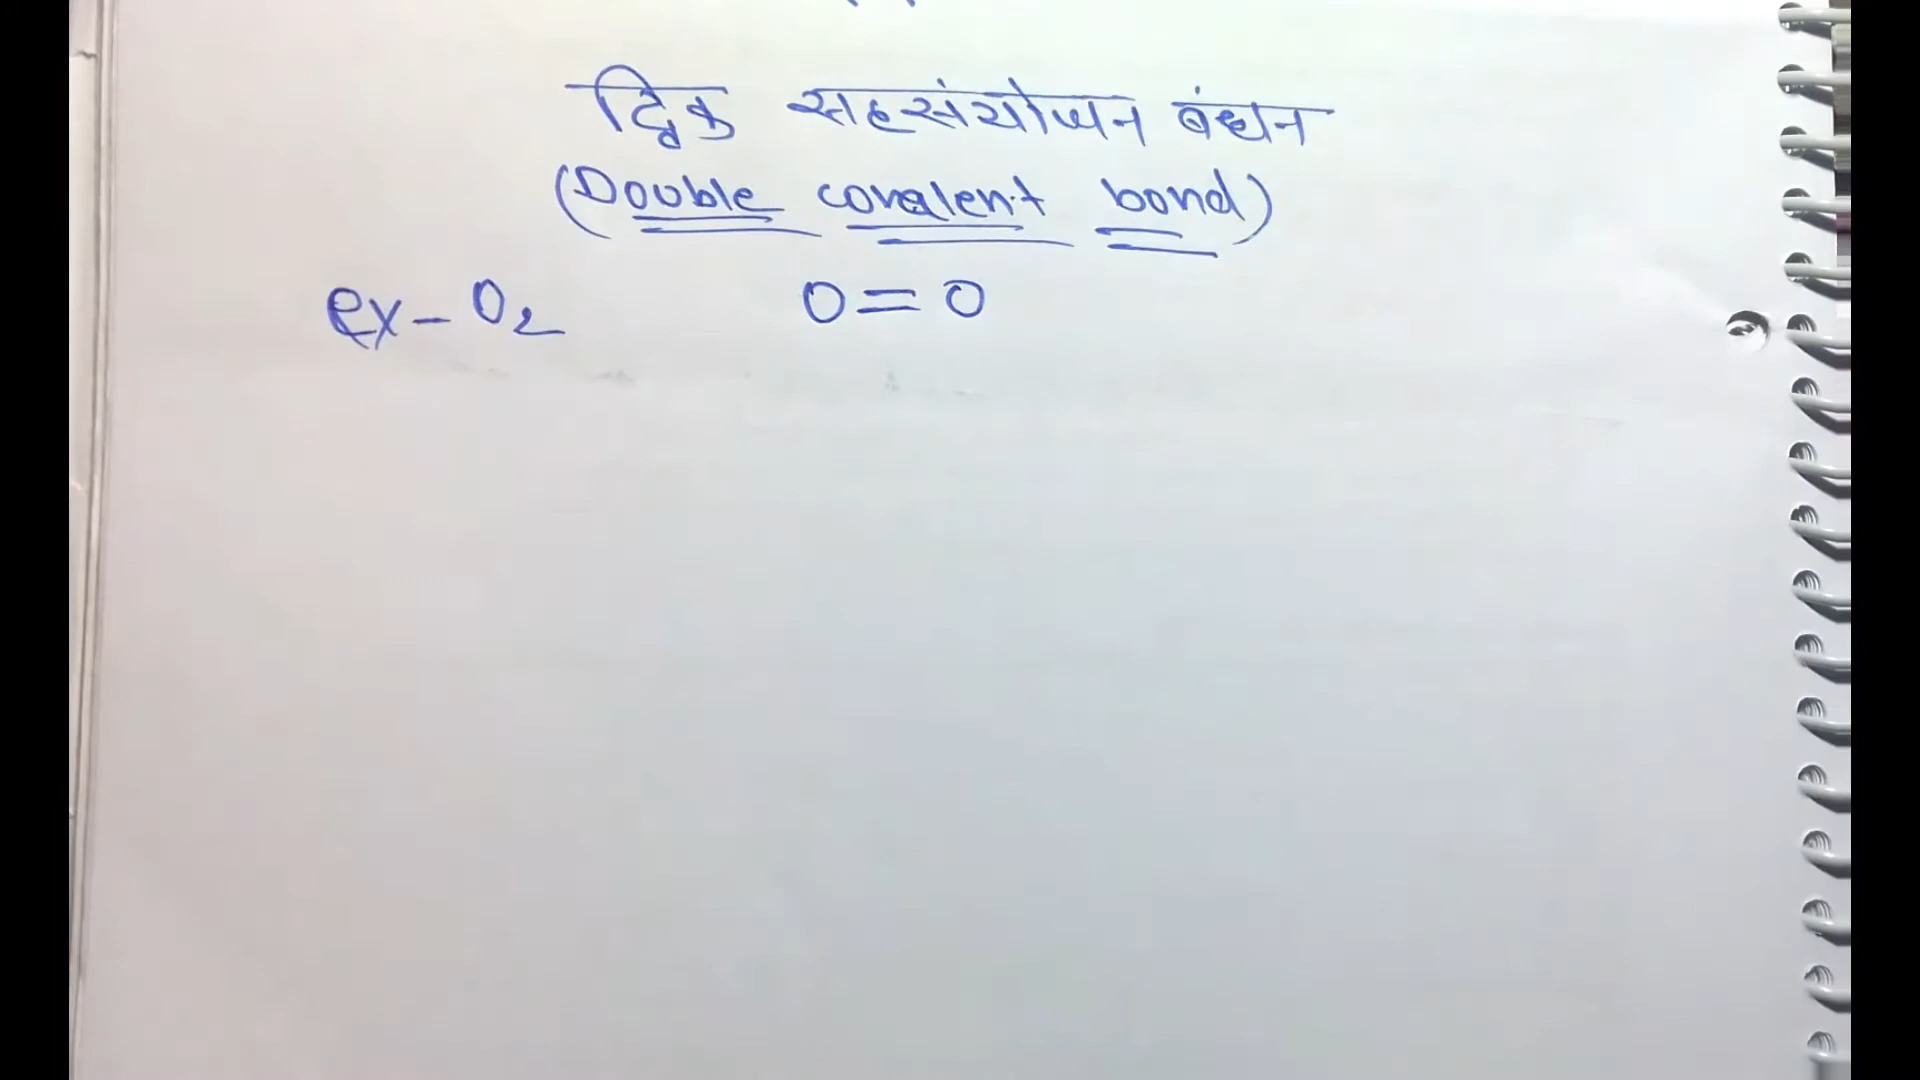 द्विक सहसंयोजन बंधन
(Double covalent bond)
ex- O₂ O=O